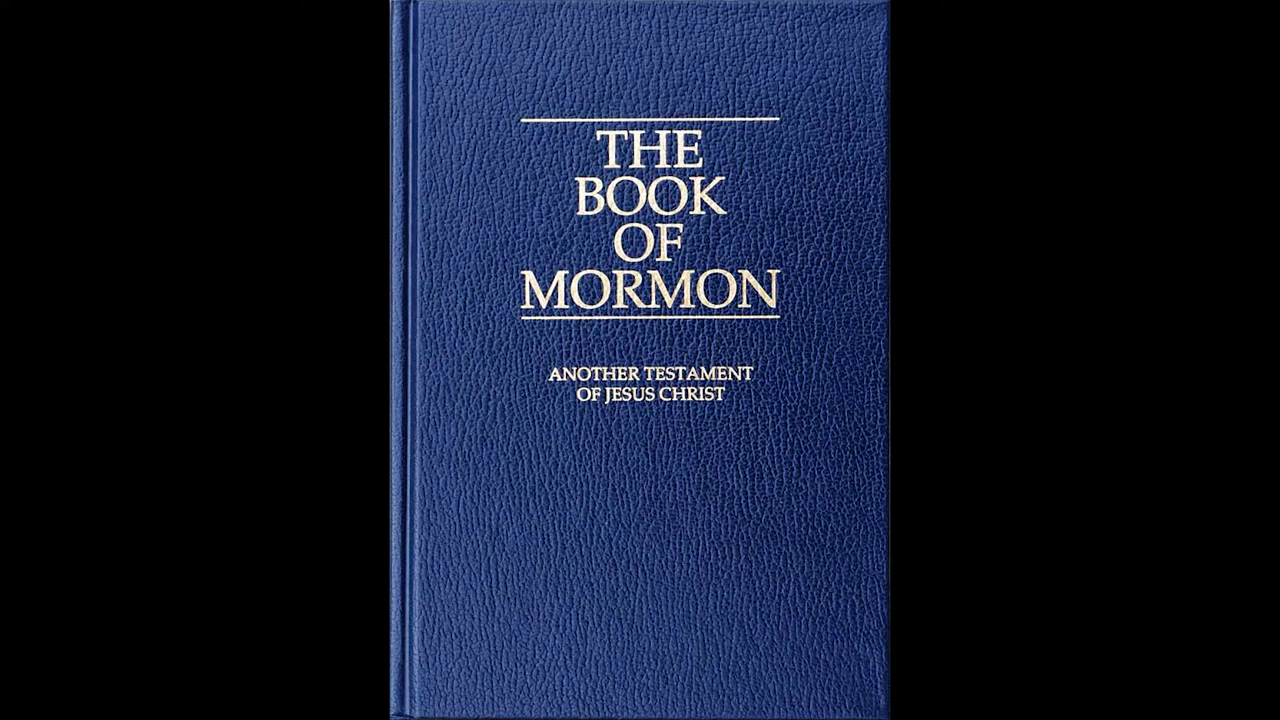 THE
BOOK
OF
MORMON
ANOTHER TESTAMENT
OF JESUS CHRIST